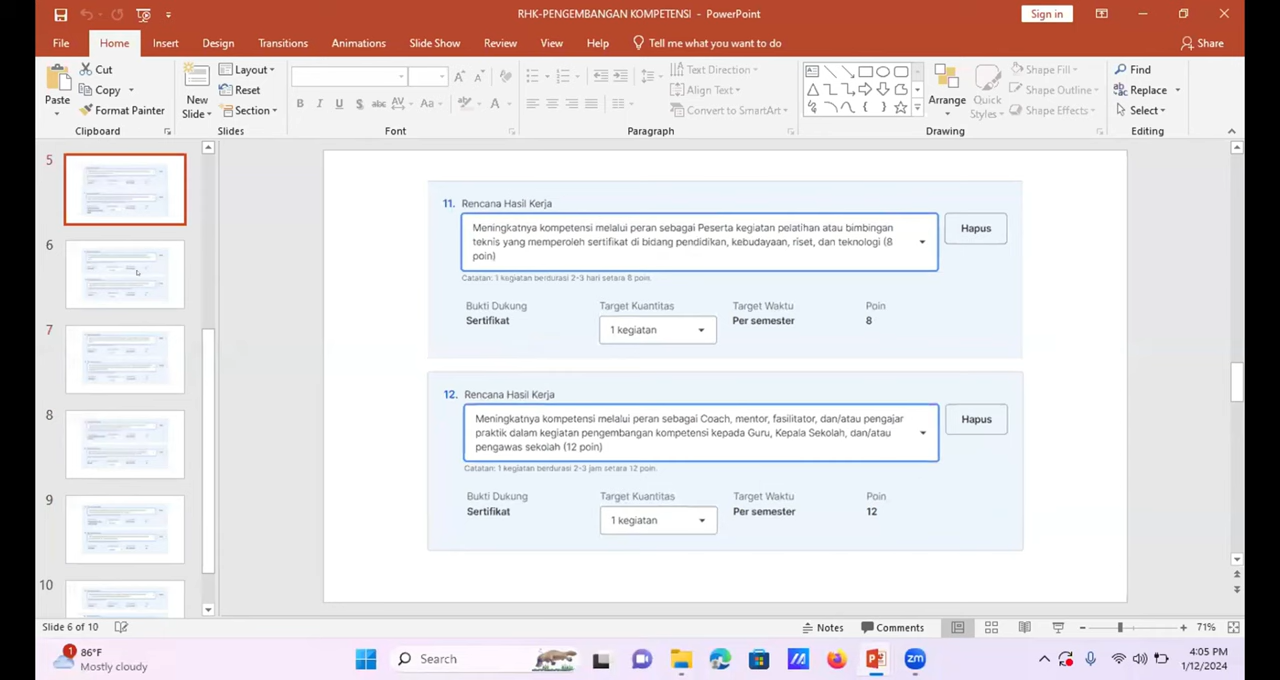 RHK-PENGEMBANGAN KOMPETENSI - PowerPoint
Sign in
File Home Insert Design Transitions Animations Slide Show Review View Help Tell me what you want to do Share
Paste
Cut
Copy
Format Painter
Clipboard
New Slide
Layout
Reset
Section
Slides
Font
Text Direction
Align Text
Convert to SmartArt
Paragraph
Arrange
Quick Styles
Shape Fill
Shape Outline
Shape Effects
Drawing
Find
Replace
Select
Editing
5
6
7
8
9
10
11. Rencana Hasil Kerja
Meningkatnya kompetensi melalui peran sebagai Peserta kegiatan pelatihan atau bimbingan
teknis yang memperoleh sertifikat di bidang pendidikan, kebudayaan, riset, dan teknologi (8
poin)
Hapus
Catatan: 1 kegiatan berdurasi 2-3 hari setara 8 poin.
Bukti Dukung Target Kuantitas Target Waktu Poin
Sertifikat 1 kegiatan Per semester 8
12. Rencana Hasil Kerja
Meningkatnya kompetensi melalui peran sebagai Coach, mentor, fasilitator, dan/atau pengajar
praktik dalam kegiatan pengembangan kompetensi kepada Guru, Kepala Sekolah, dan/atau
pengawas sekolah (12 poin)
Hapus
Catatan: 1 kegiatan berdurasi 2-3 jam setara 12 poin.
Bukti Dukung Target Kuantitas Target Waktu Poin
Sertifikat 1 kegiatan Per semester 12
Slide 6 of 10
Notes Comments 71%
1
86°F
Mostly cloudy
Search
zm
4:05 PM
1/12/2024